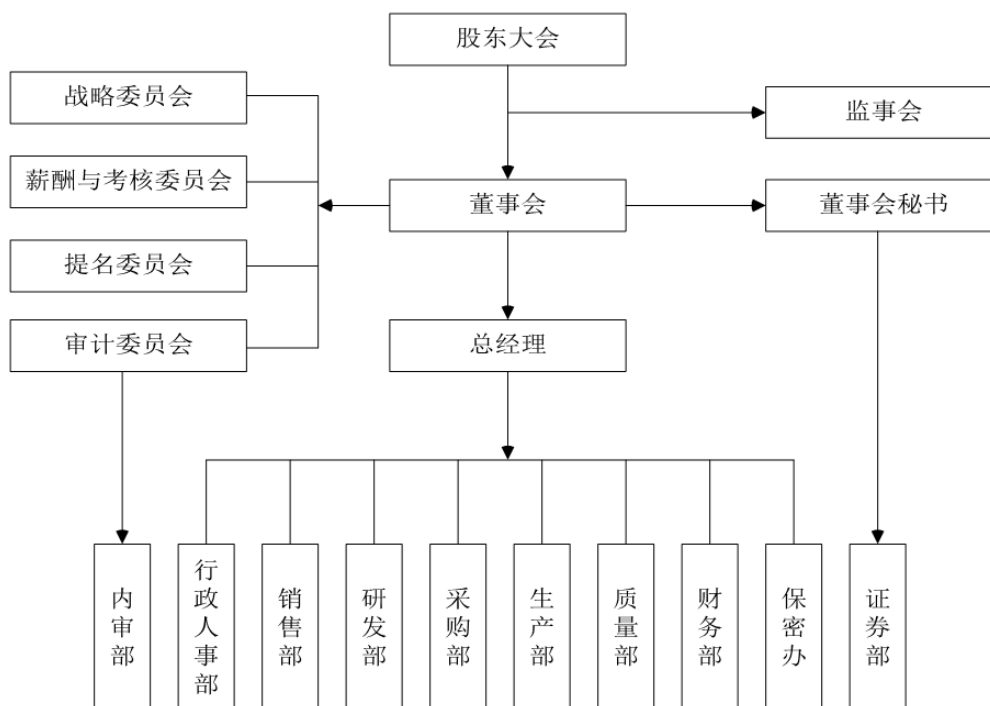 股东大会
战略委员会
监事会
薪酬与考核委员会
董事会
董事会秘书
提名委员会
审计委员会
总经理
内审部
行政人事部
销售部
研发部
采购部
生产部
质量部
财务部
保密办
证券部